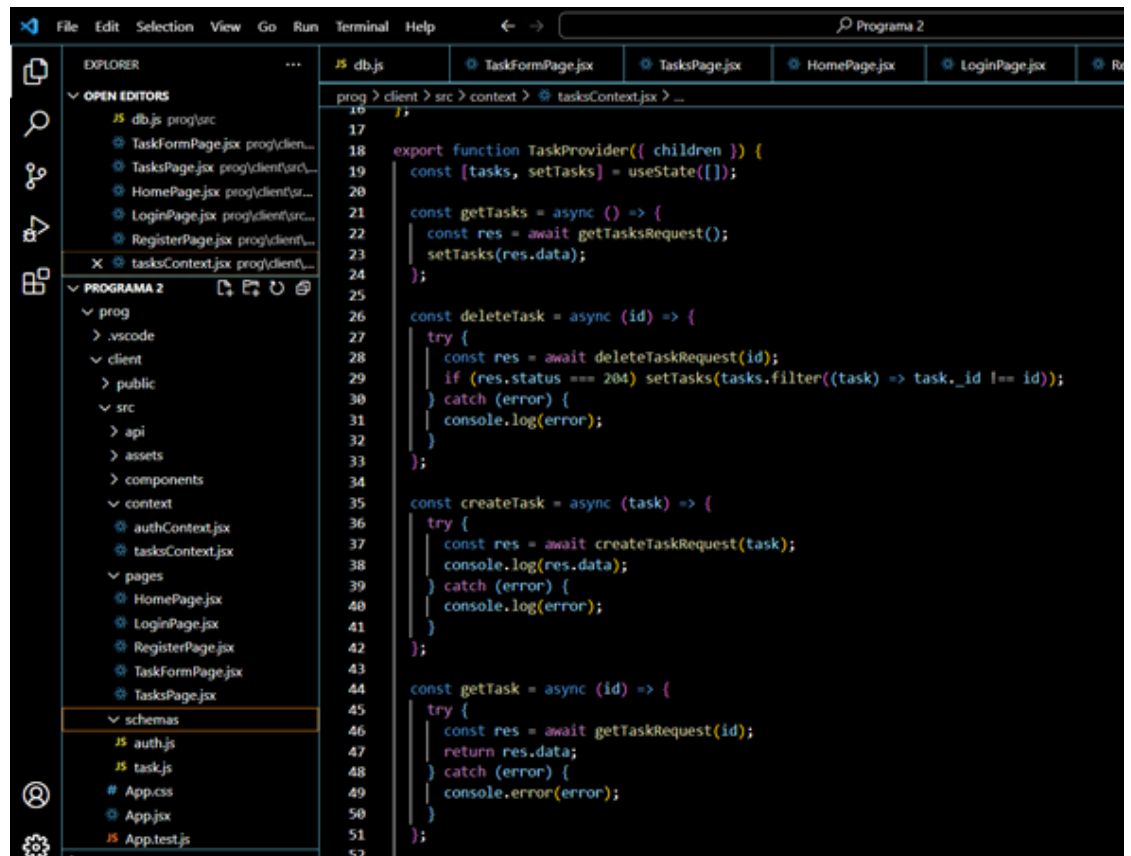 File Edit Selection View Go Run Terminal Help
Programa 2
EXPLORER
OPEN EDITORS
JS db.js prog\src
TaskFormPage.jsx prog\clien...
TasksPage.jsx prog\client\src\...
HomePage.jsx prog\client\sr...
LoginPage.jsx prog\client\src...
RegisterPage.jsx prog\client\...
tasksContext.jsx prog\client\...
PROGRAMA 2
prog
.vscode
client
public
src
api
assets
components
context
authContext.jsx
tasksContext.jsx
pages
HomePage.jsx
LoginPage.jsx
RegisterPage.jsx
TaskFormPage.jsx
TasksPage.jsx
schemas
JS auth.js
JS task.js
# App.css
App.jsx
JS App.test.js
JS db.js TaskFormPage.jsx TasksPage.jsx HomePage.jsx LoginPage.jsx
prog > client > src > context > tasksContext.jsx > ...
16 };
17
18 export function TaskProvider({ children }) {
19 const [tasks, setTasks] = useState([]);
20
21 const getTasks = async () => {
22 const res = await getTasksRequest();
23 setTasks(res.data);
24 };
25
26 const deleteTask = async (id) => {
27 try {
28 const res = await deleteTaskRequest(id);
29 if (res.status === 204) setTasks(tasks.filter((task) => task._id !== id));
30 } catch (error) {
31 console.log(error);
32 }
33 };
34
35 const createTask = async (task) => {
36 try {
37 const res = await createTaskRequest(task);
38 console.log(res.data);
39 } catch (error) {
40 console.log(error);
41 }
42 };
43
44 const getTask = async (id) => {
45 try {
46 const res = await getTaskRequest(id);
47 return res.data;
48 } catch (error) {
49 console.error(error);
50 }
51 };
52